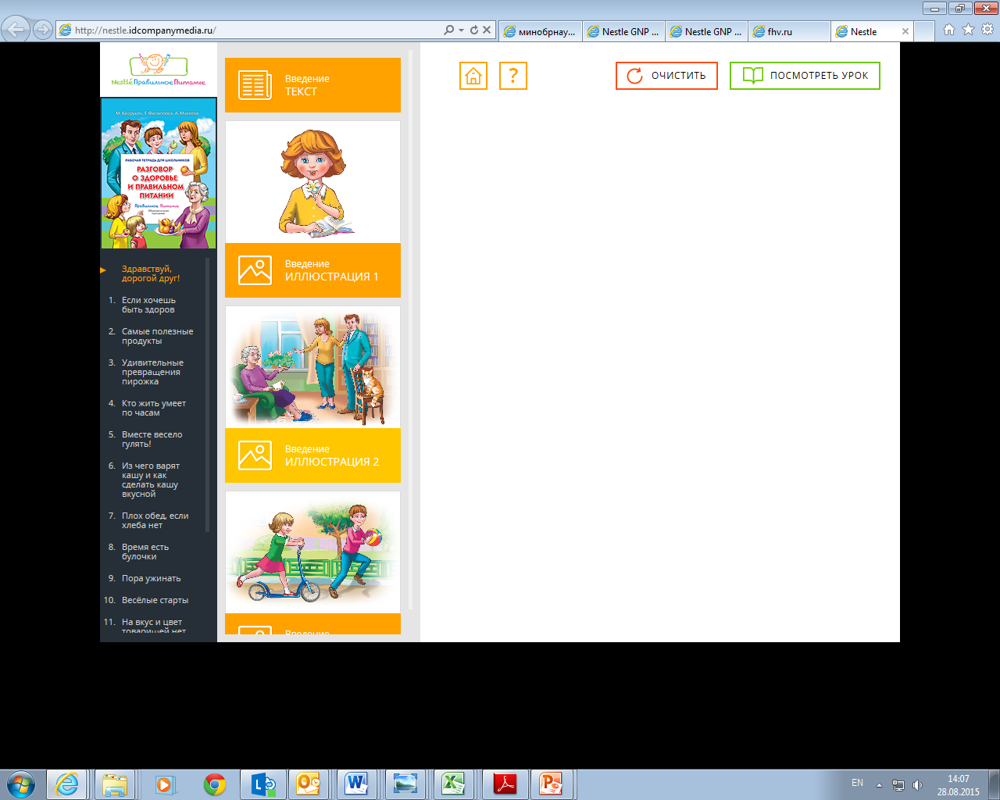 http://nestle.idcompanymedia.ru/
минобрнау...
Nestle GNP ...
Nestle GNP ...
fhv.ru
Nestle
Nestlé Правильное Питание
М. Безруких, Т. Филиппова, А. Макеева
РАБОЧАЯ ТЕТРАДЬ ДЛЯ ШКОЛЬНИКОВ
РАЗГОВОР
О ЗДОРОВЬЕ
И ПРАВИЛЬНОМ
ПИТАНИИ
Правильное Питание
Здравствуй,
дорогой друг!
1. Если хочешь
быть здоров
2. Самые полезные
продукты
3. Удивительные
превращения
пирожка
4. Кто жить умеет
по часам
5. Вместе весело
гулять!
6. Из чего варят
кашу и как
сделать кашу
вкусной
7. Плох обед, если
хлеба нет
8. Время есть
булочки
9. Пора ужинать
10. Весёлые старты
11. На вкус и цвет
товарищей нет
Введение
ТЕКСТ
Введение
ИЛЛЮСТРАЦИЯ 1
Введение
ИЛЛЮСТРАЦИЯ 2
Введение
?
ОЧИСТИТЬ
ПОСМОТРЕТЬ УРОК
EN
14:07
28.08.2015